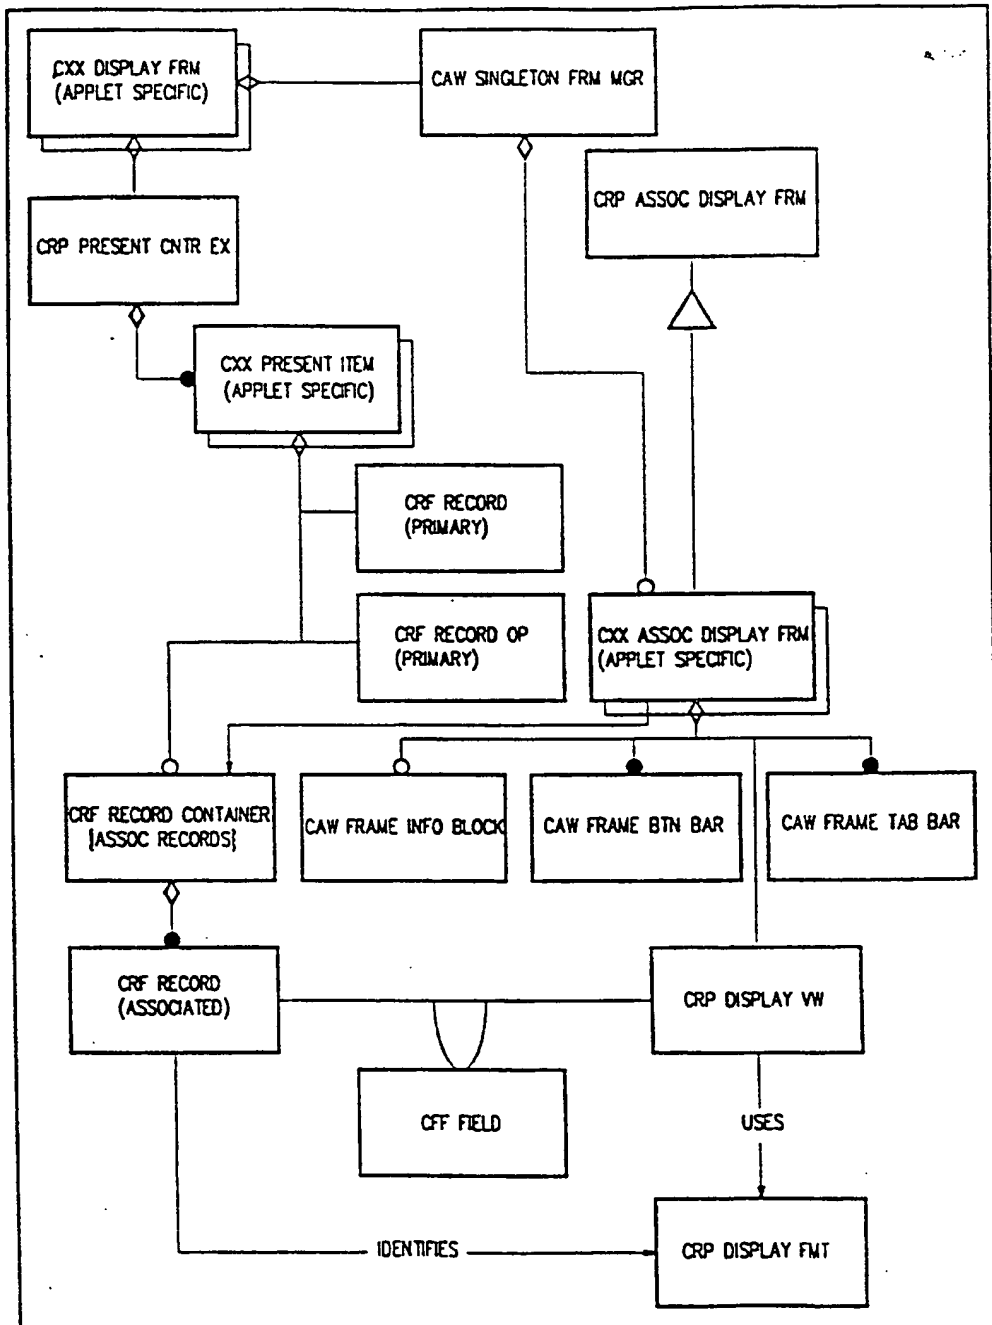 CXX DISPLAY FRM
(APPLET SPECIFIC)
CAW SINGLETON FRM MGR
CRP ASSOC DISPLAY FRM
CRP PRESENT CNTR EX
CXX PRESENT ITEM
(APPLET SPECIFIC)
CRF RECORD
(PRIMARY)
CRF RECORD OP
(PRIMARY)
CXX ASSOC DISPLAY FRM
(APPLET SPECIFIC)
CRF RECORD CONTAINER
{ASSOC RECORDS}
CAW FRAME INFO BLOCK
CAW FRAME BTN BAR
CAW FRAME TAB BAR
CRF RECORD
(ASSOCIATED)
CRP DISPLAY VW
CFF FIELD
USES
IDENTIFIES
CRP DISPLAY FMT